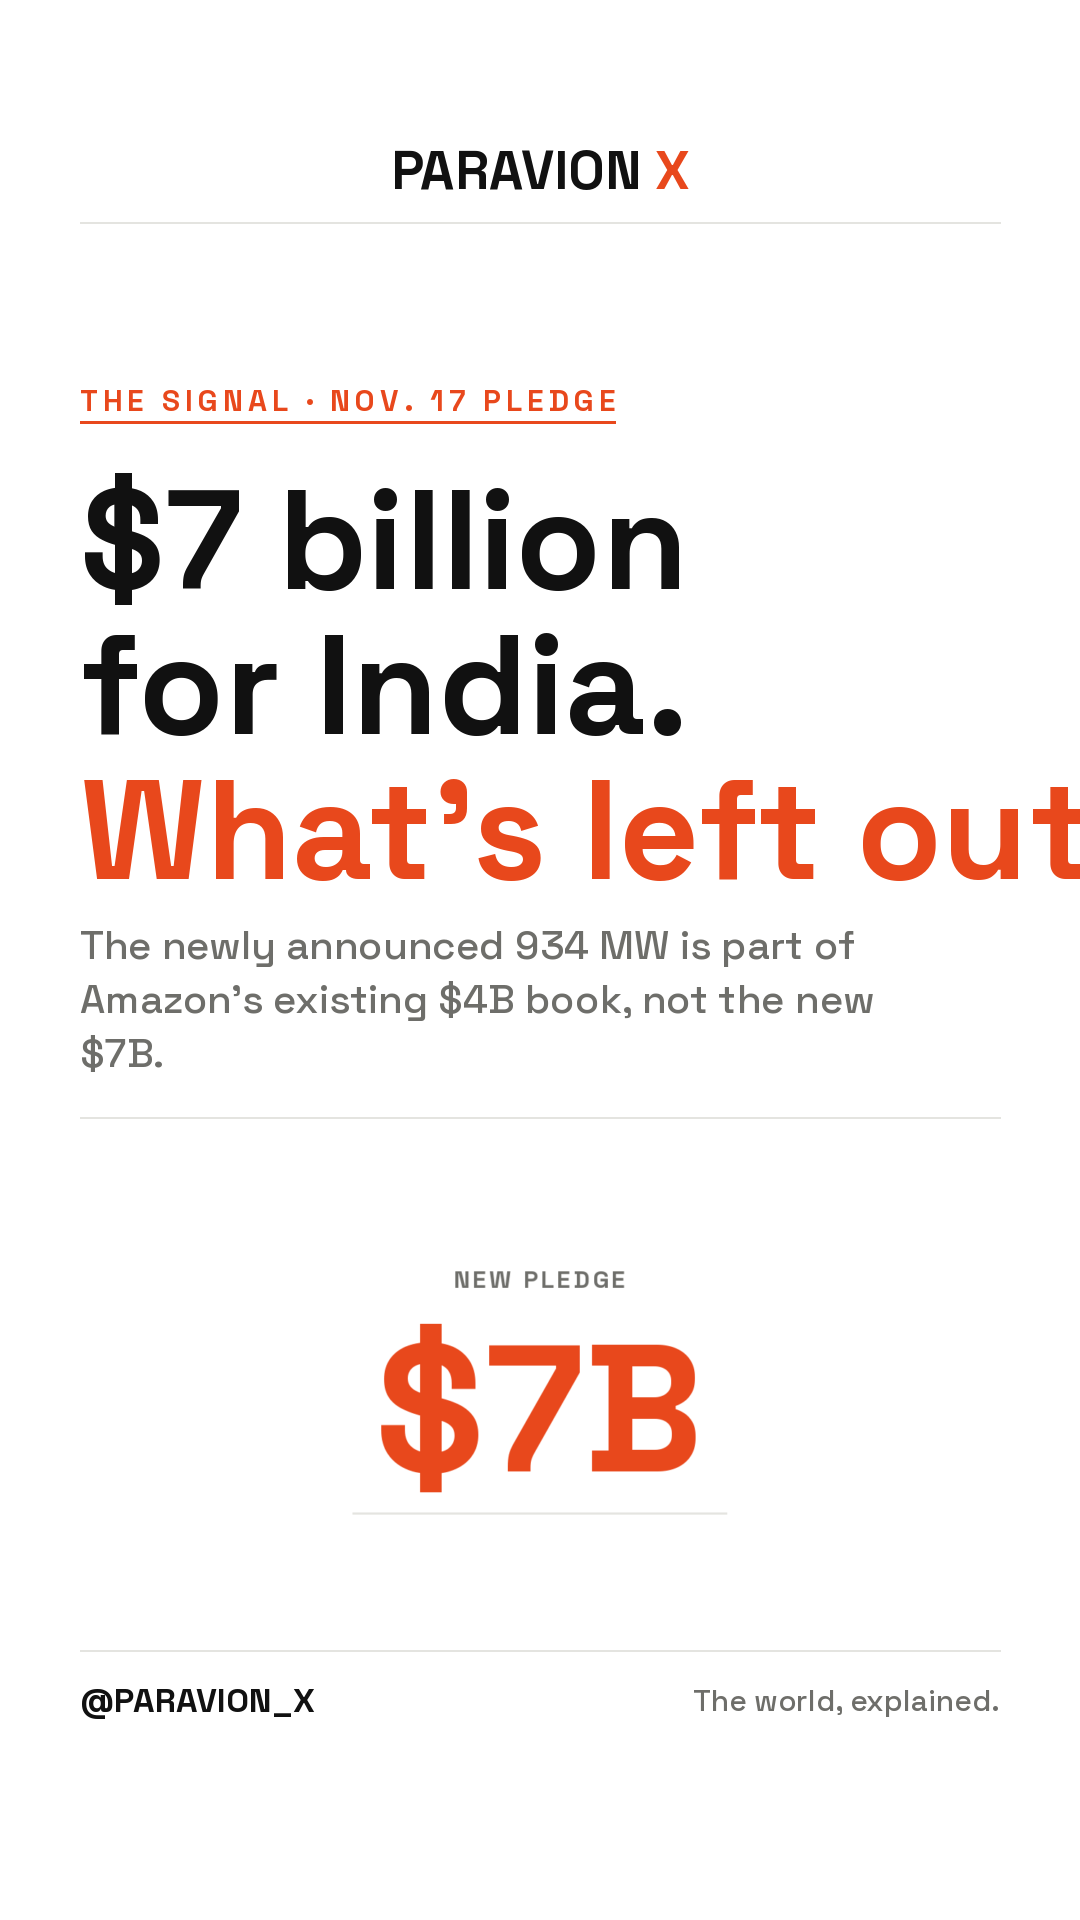 PARAVION X
THE SIGNAL · NOV. 17 PLEDGE
$7 billion
for India.
What’s left out
The newly announced 934 MW is part of
Amazon’s existing $4B book, not the new
$7B.
NEW PLEDGE
$7B
@PARAVION_X
The world, explained.